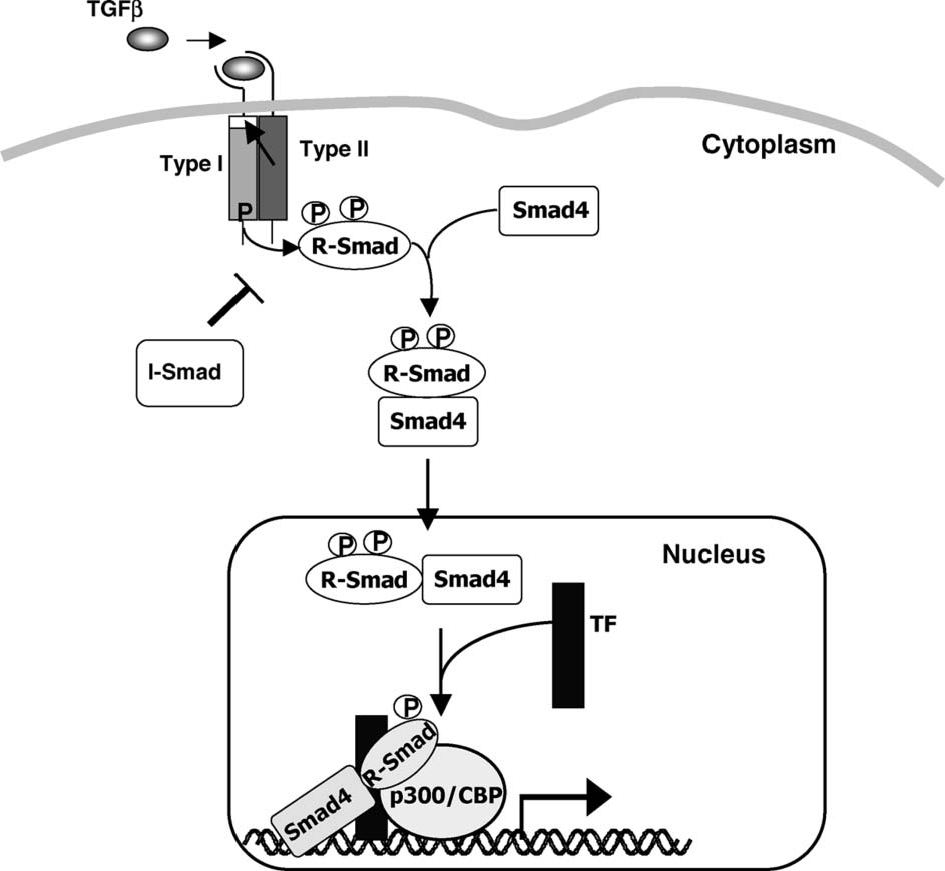 TGFβ
Cytoplasm
Type I
Type II
P
P
P
R-Smad
Smad4
I-Smad
P
P
R-Smad
Smad4
Nucleus
P
P
R-Smad
Smad4
TF
P
R-Smad
Smad4
p300/CBP